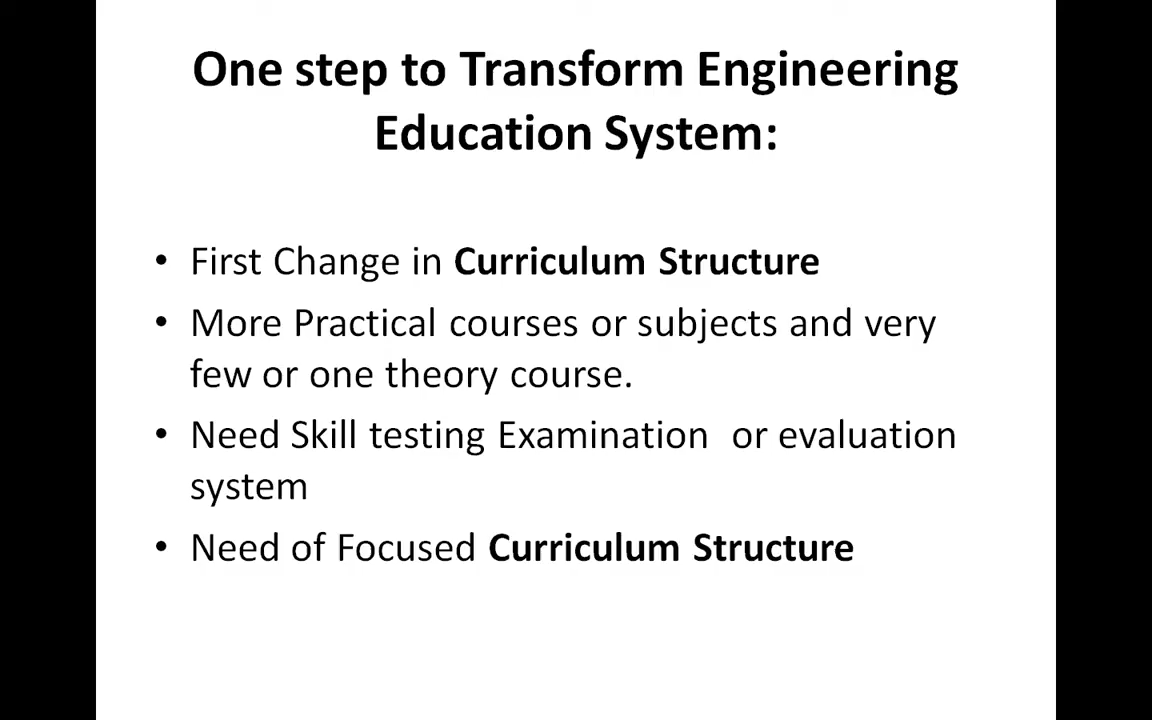 One step to Transform Engineering
Education System:
• First Change in Curriculum Structure
• More Practical courses or subjects and very
few or one theory course.
• Need Skill testing Examination  or evaluation
system
• Need of Focused Curriculum Structure